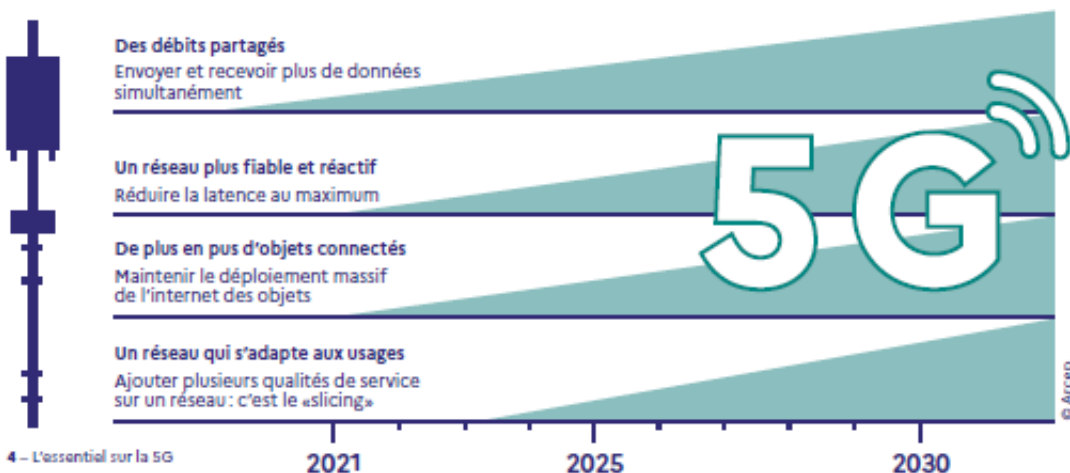 Des débits partagés
Envoyer et recevoir plus de données
simultanément
Un réseau plus fiable et réactif
Réduire la latence au maximum
De plus en pus d'objets connectés
Maintenir le déploiement massif
de l'internet des objets
Un réseau qui s'adapte aux usages
Ajouter plusieurs qualités de service
sur un réseau : c'est le «slicing»
5G
© Arcep
4 – L'essentiel sur la 5G
2021 2025 2030